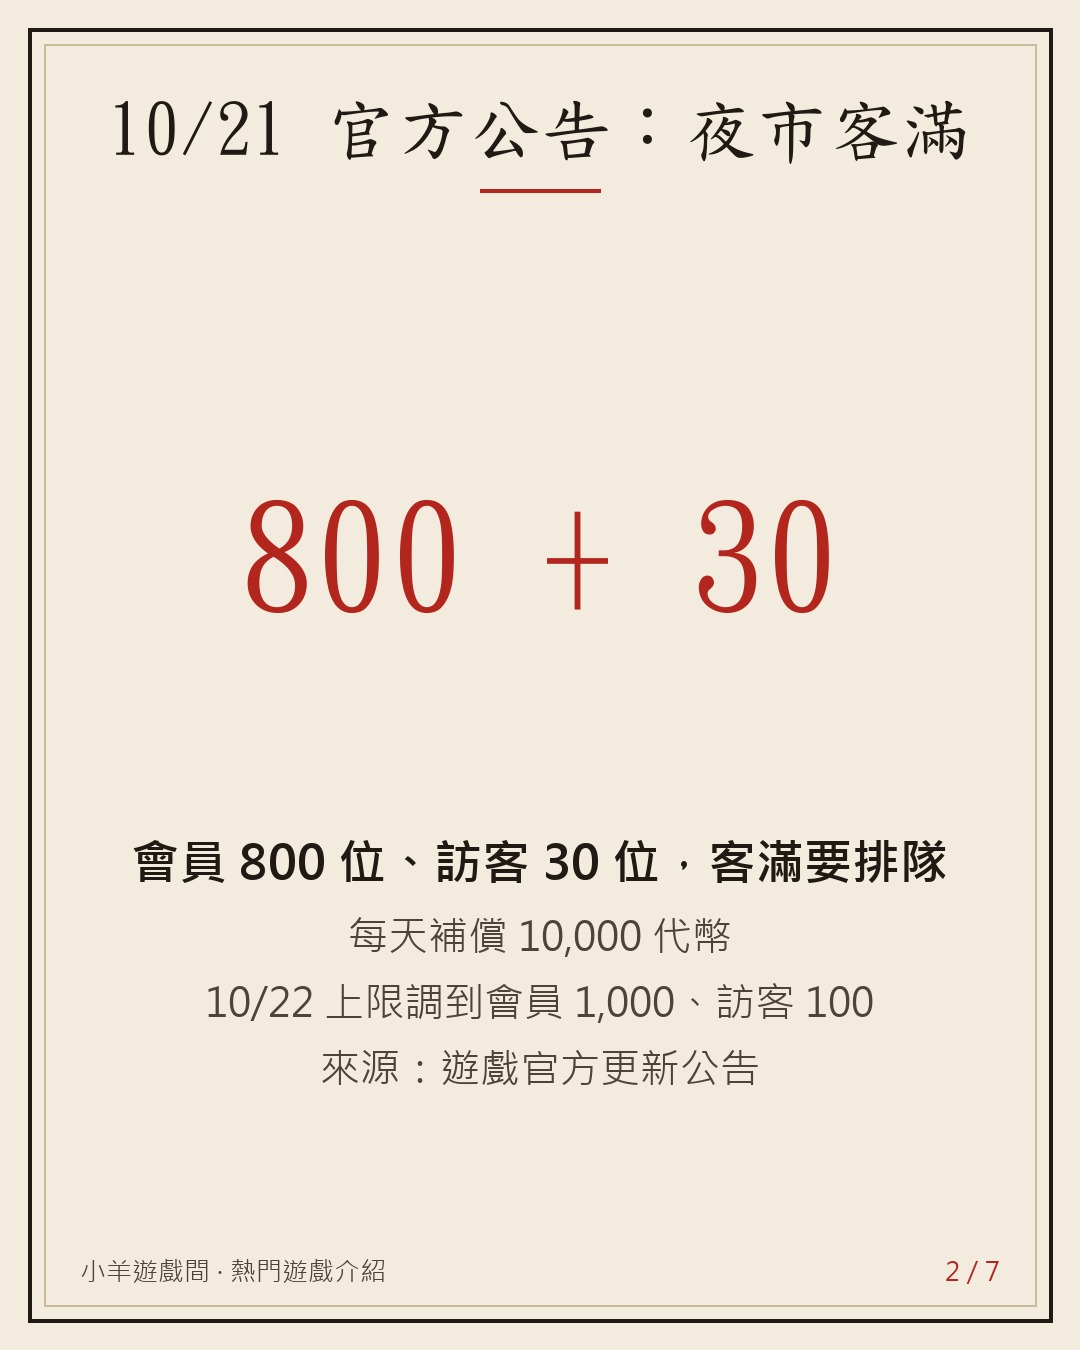 10/21 官方公告：夜市客滿
800 + 30
會員 800 位、訪客 30 位，客滿要排隊
每天補償 10,000 代幣
10/22 上限調到會員 1,000、訪客 100
來源：遊戲官方更新公告
小羊遊戲間 · 熱門遊戲介紹
2 / 7